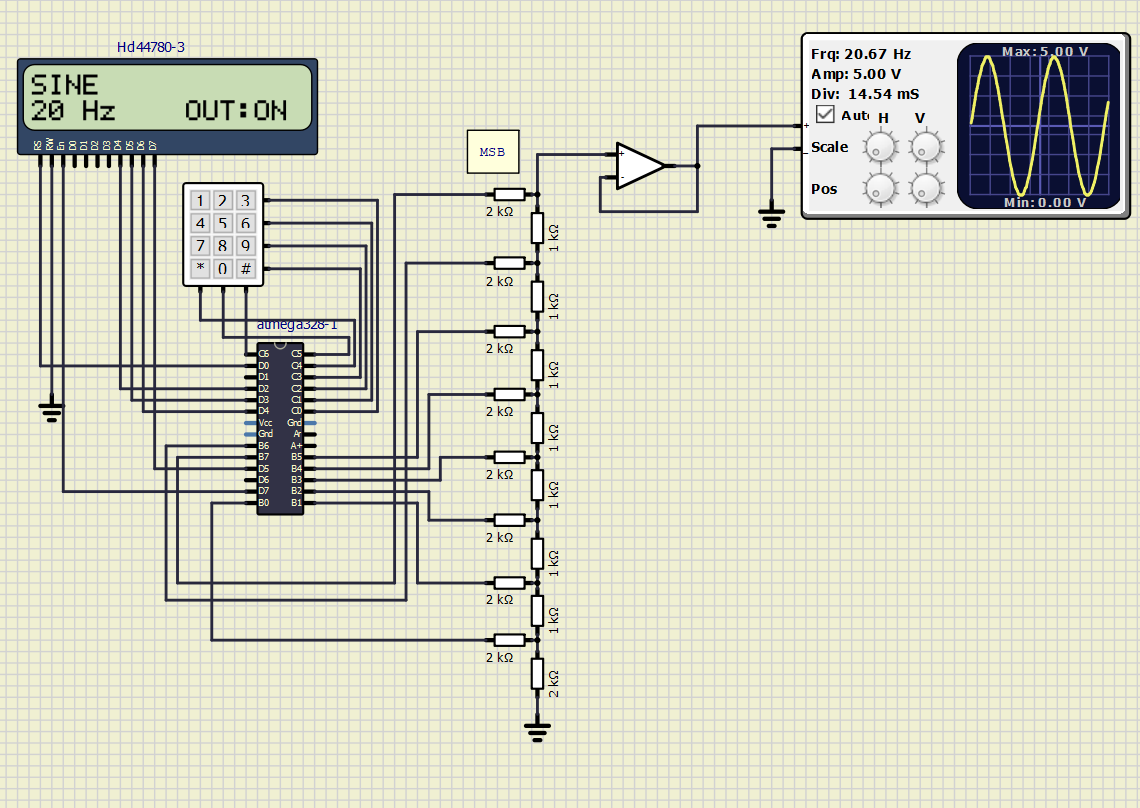 Hd44780-3
SINE
20 Hz OUT:ON
RS RW En D0 D1 D2 D3 D4 D5 D6 D7
MSB
Frq: 20.67 Hz
Amp: 5.00 V
Div: 14.54 mS
Auto H V
Scale
Pos
Max: 5.00 V
Min: 0.00 V
+
-
+
-
1 2 3
4 5 6
7 8 9
* 0 #
atmega328-1
C6 C5
D0 C4
D1 C3
D2 C2
D3 C1
D4 C0
Vcc Gnd
Gnd Ar
B6 A+
B7 B5
D5 B4
D6 B3
D7 B2
B0 B1
2 kΩ
1 kΩ
2 kΩ
1 kΩ
2 kΩ
1 kΩ
2 kΩ
1 kΩ
2 kΩ
1 kΩ
2 kΩ
1 kΩ
2 kΩ
1 kΩ
2 kΩ
2 kΩ